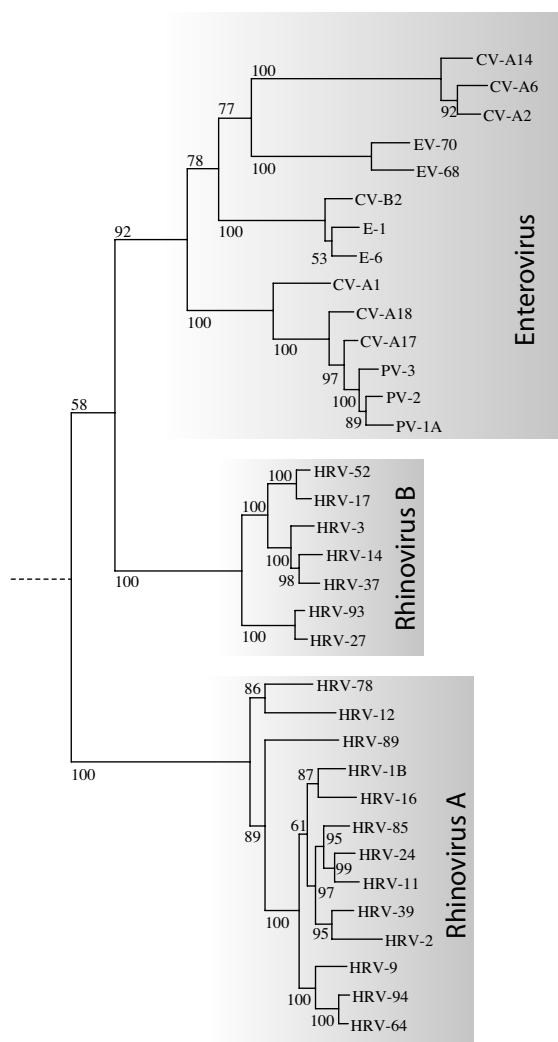 100
CV-A14
CV-A6
92
CV-A2
77
EV-70
100
EV-68
78
CV-B2
100
E-1
53
E-6
92
CV-A1
100
CV-A18
100
CV-A17
97
PV-3
100
PV-2
89
PV-1A
Enterovirus
58
100
HRV-52
100
HRV-17
HRV-3
100
HRV-14
98
HRV-37
100
HRV-93
100
HRV-27
Rhinovirus B
86
HRV-78
HRV-12
100
HRV-89
89
87
HRV-1B
HRV-16
61
HRV-85
95
HRV-24
99
HRV-11
97
HRV-39
95
HRV-2
100
HRV-9
100
HRV-94
100
HRV-64
Rhinovirus A